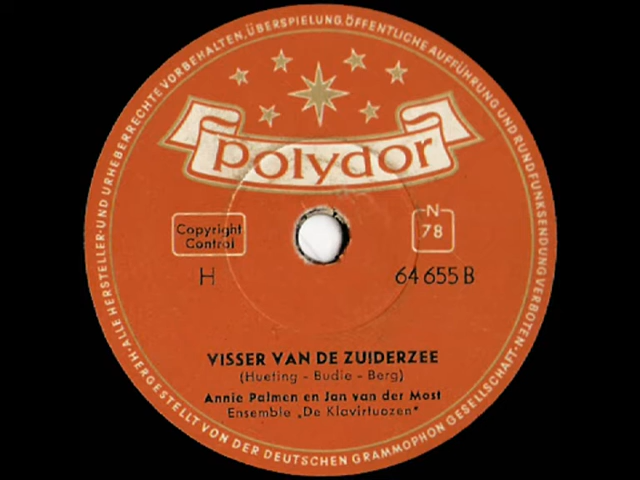 ALLE HERSTELLER- UND URHEBERRECHTE VORBEHALTEN, ÜBERSPIELUNG, ÖFFENTLICHE AUFFÜHRUNG UND RUNDFUNKSENDUNG VERBOTEN.
polydor
Copyright
Control
N
78
H
64 655 B
VISSER VAN DE ZUIDERZEE
(Hueting - Budie - Berg)
Annie Palmen en Jan van der Most
Ensemble „De Klavirtuozen"
HERGESTELLT VON DER DEUTSCHEN GRAMMOPHON GESELLSCHAFT